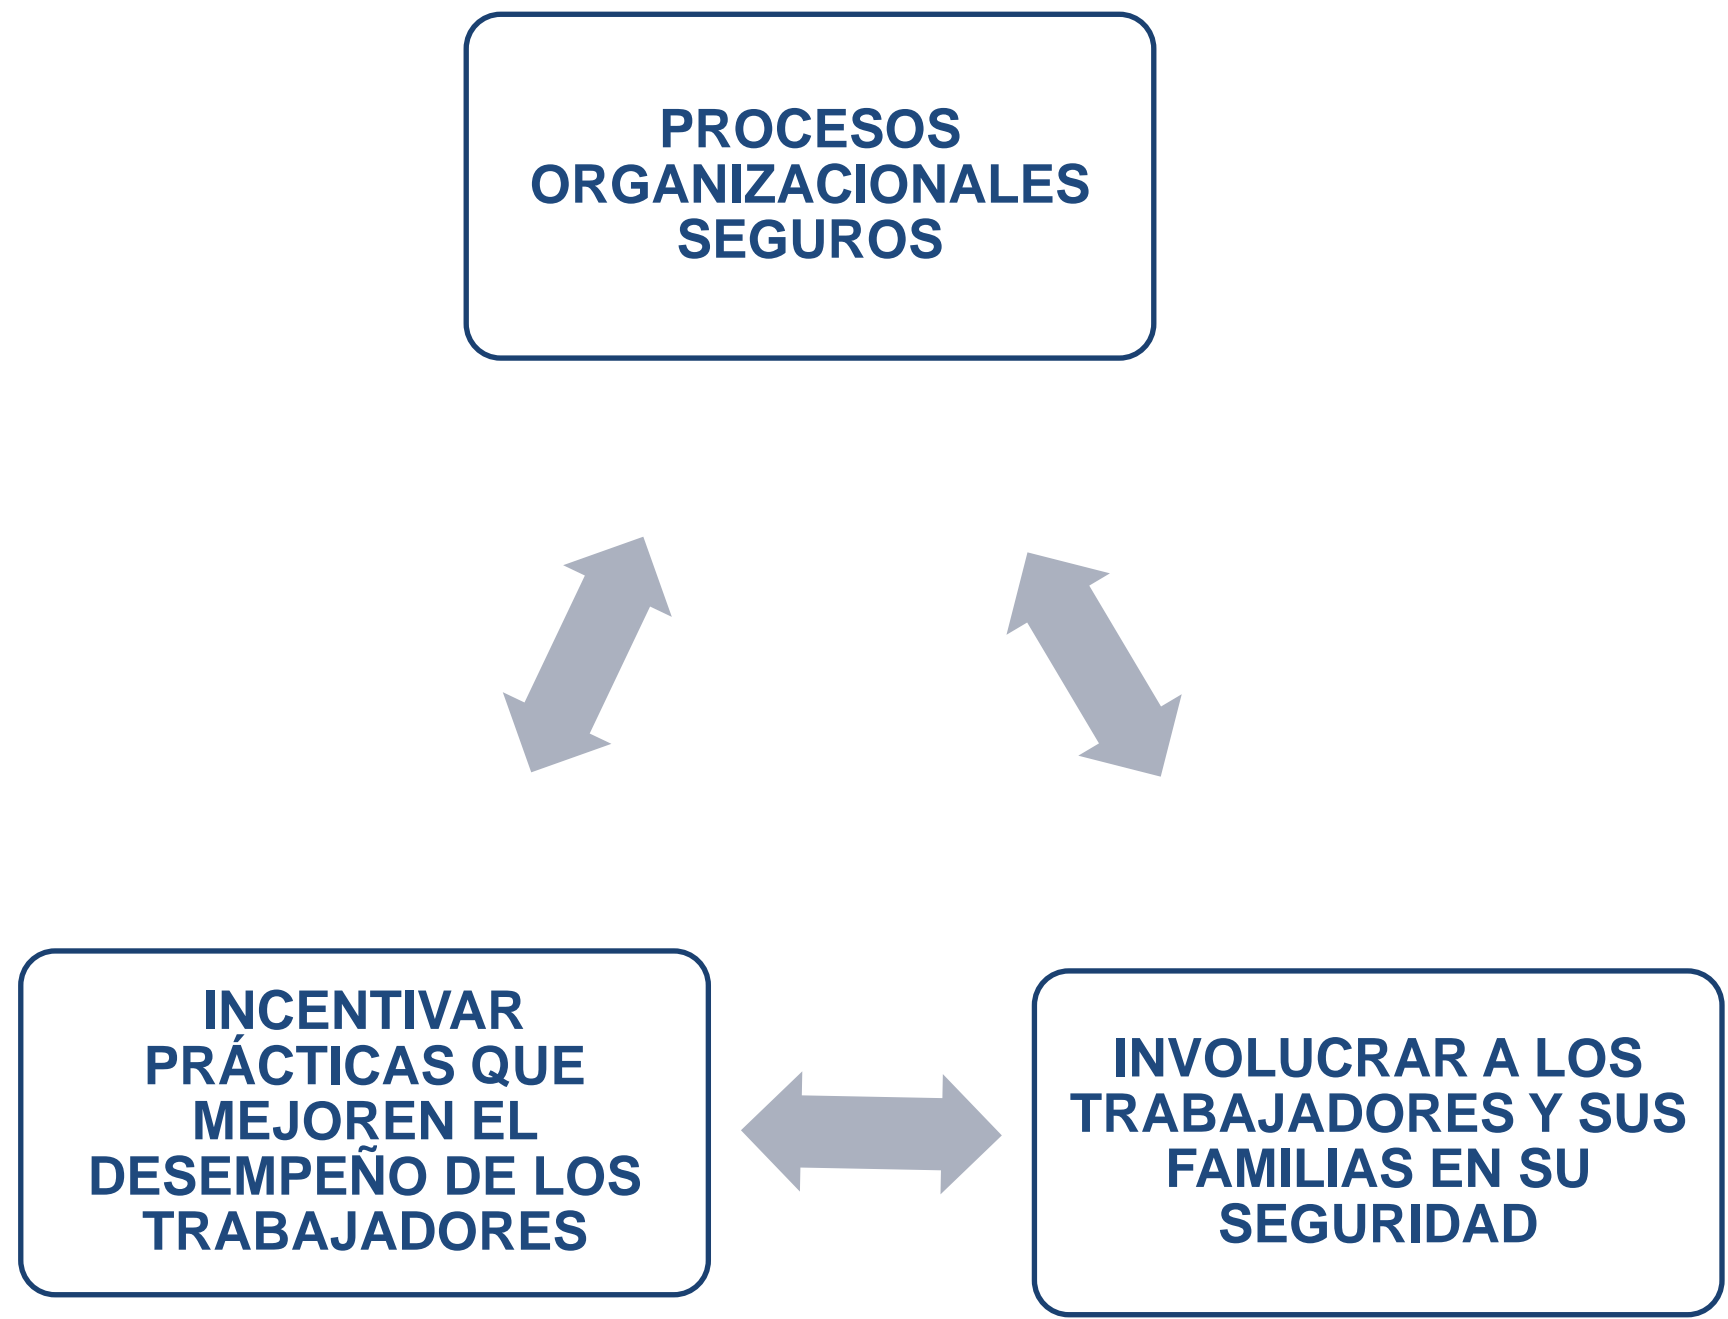 PROCESOS
ORGANIZACIONALES
SEGUROS
INCENTIVAR
PRÁCTICAS QUE
MEJOREN EL
DESEMPEÑO DE LOS
TRABAJADORES
INVOLUCRAR A LOS
TRABAJADORES Y SUS
FAMILIAS EN SU
SEGURIDAD